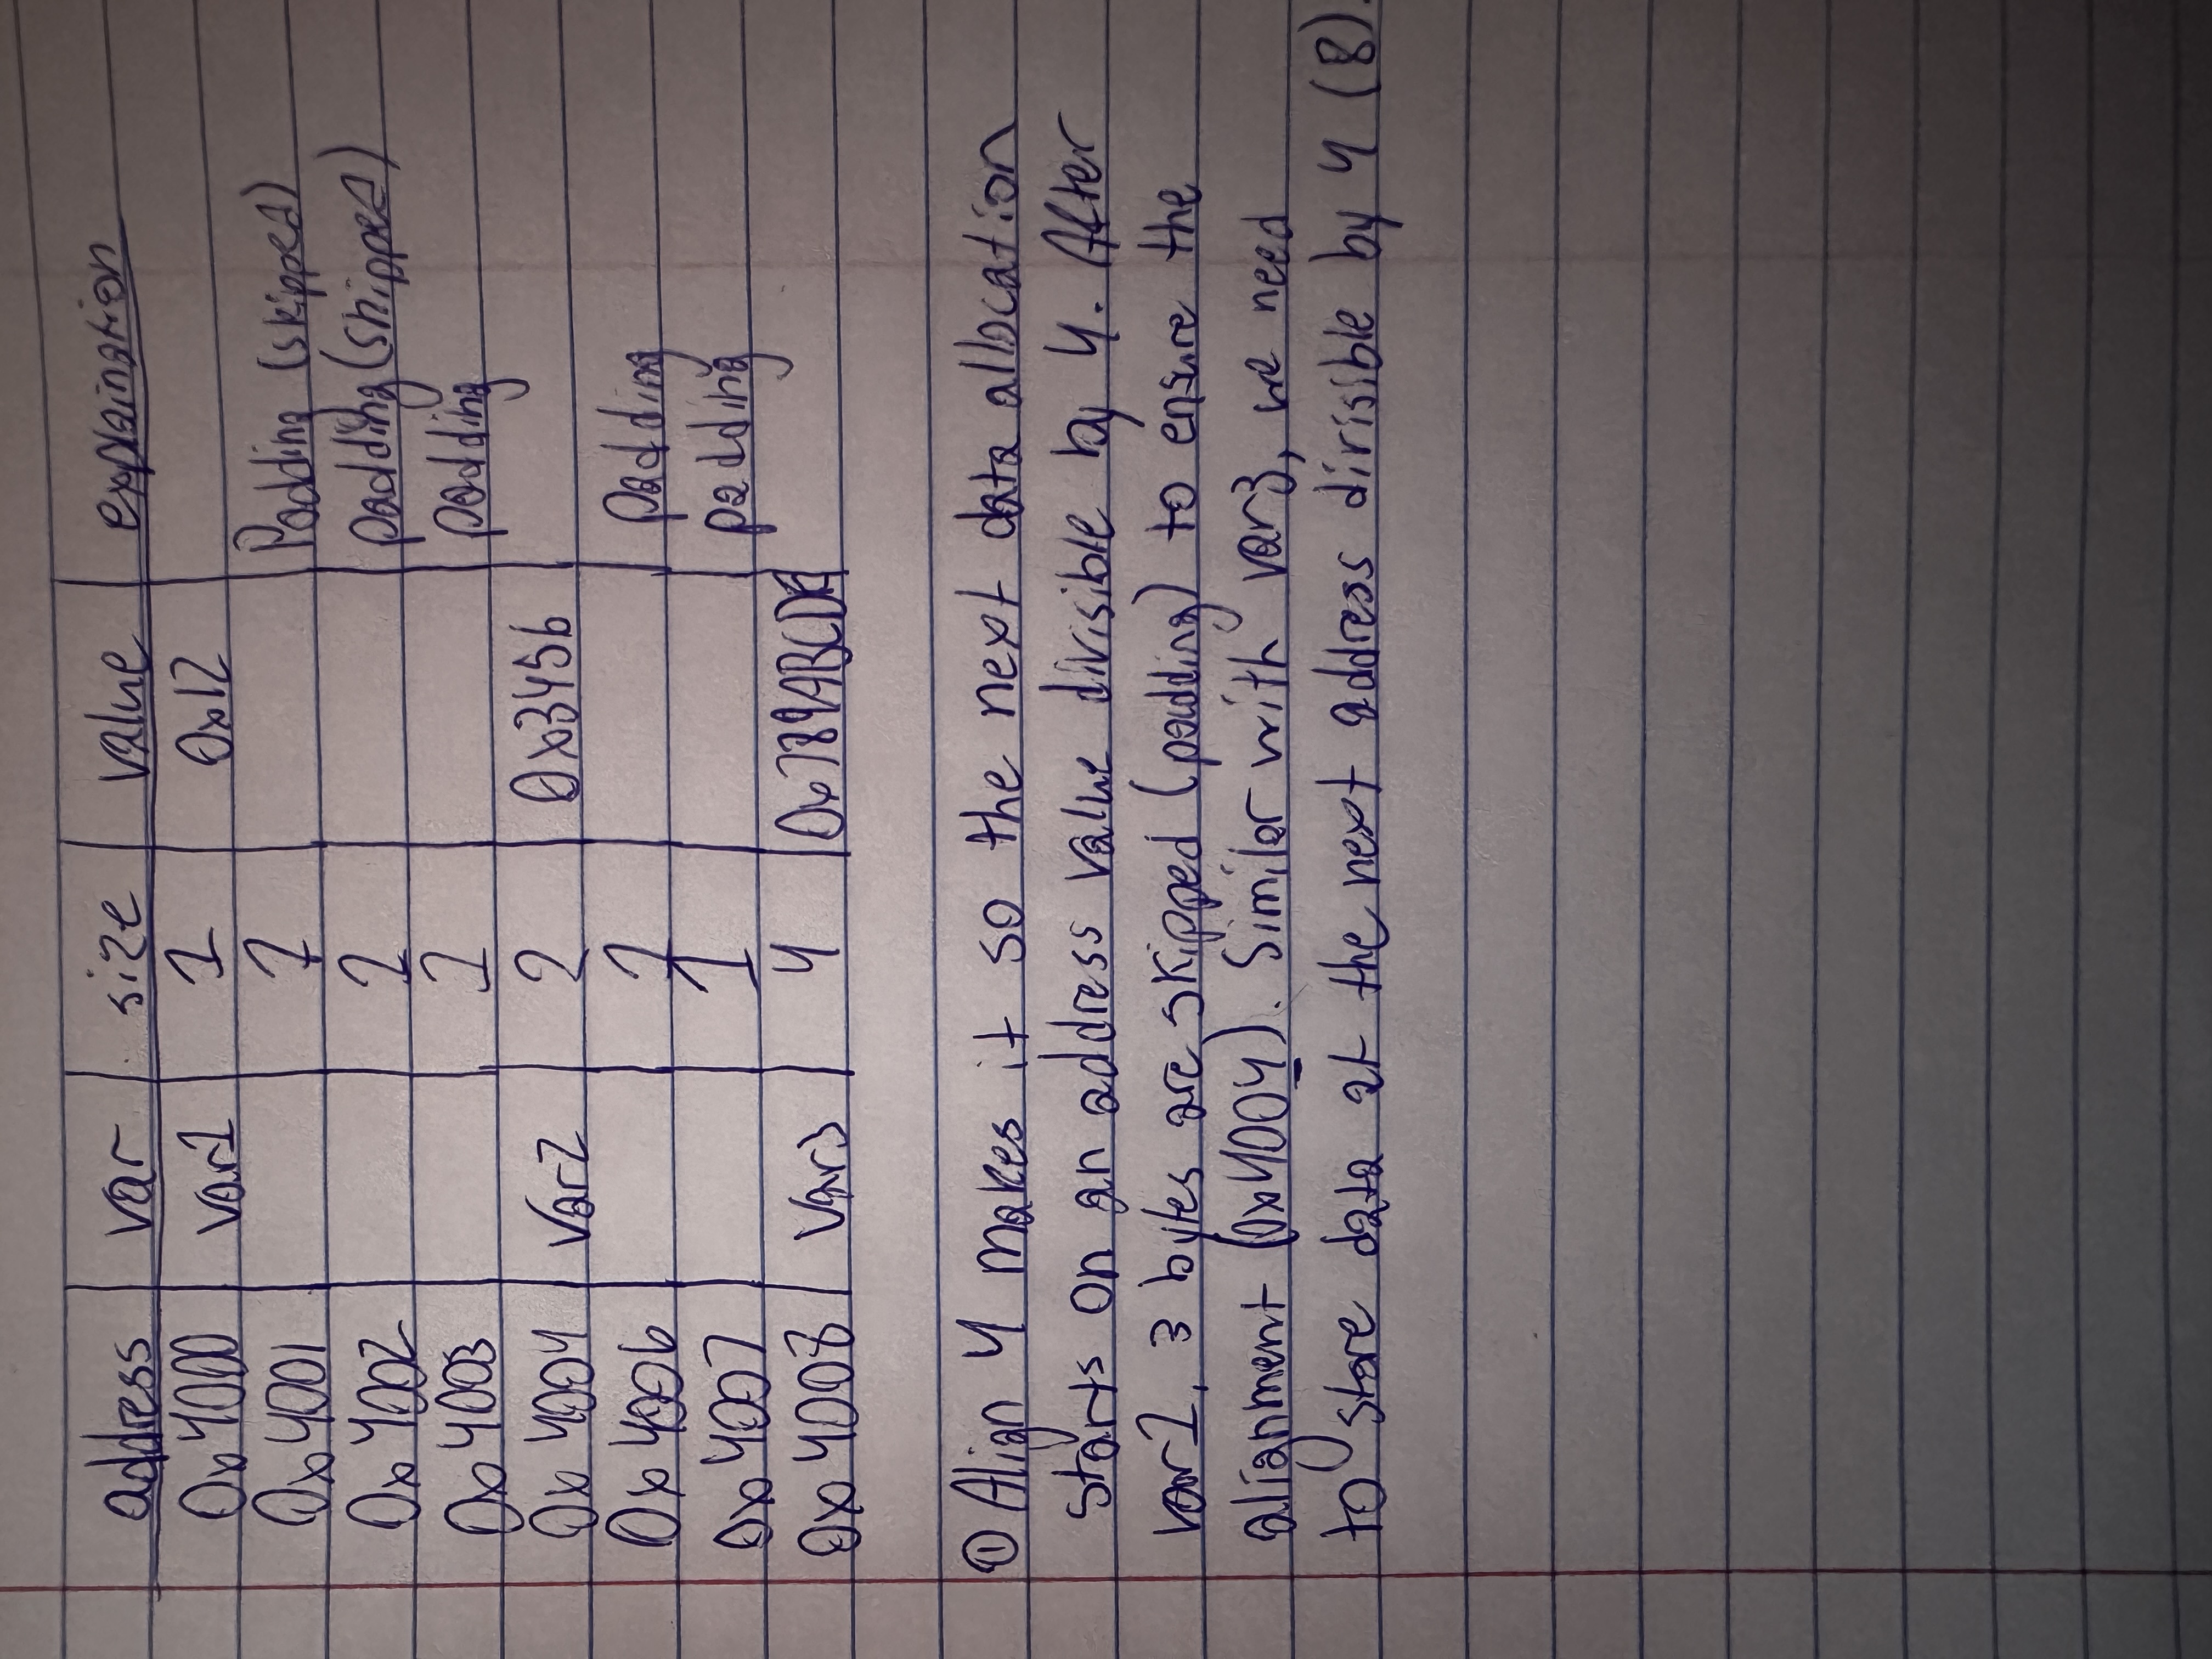 address var size value explaination
0x4000 var1 1 0x12
0x4001 1 Padding (skipped)
0x4002 1 padding (skipped)
0x4003 1 padding
0x4004 Var2 2 0x3456
0x4006 1 padding
0x4007 1 padding
0x4008 Var3 4 0x789ABCDE
① Align 4 makes it so the next data allocation
starts on an address value divisible by 4. After
var1, 3 bytes are skipped (padding) to ensure the
alignment (0x4004). Similar with var3, we need
to store data at the next address divisible by 4 (8).